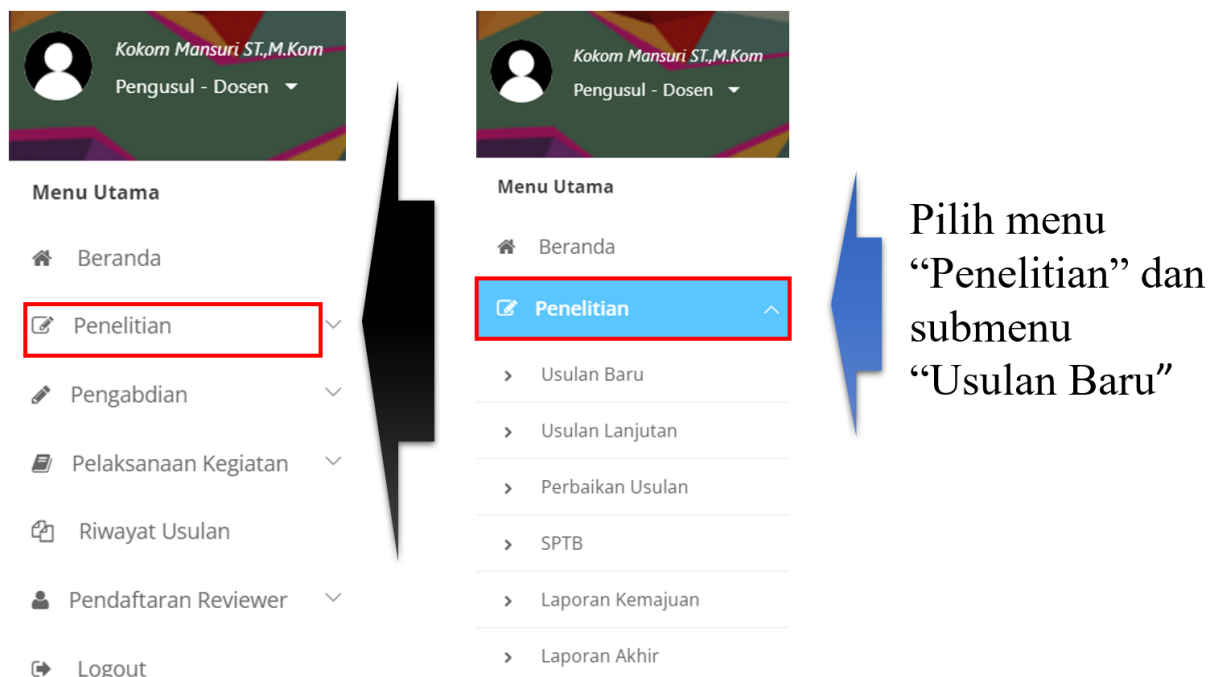 Kokom Mansuri ST.,M.Kom
Pengusul - Dosen
Menu Utama
Beranda
Penelitian
Pengabdian
Pelaksanaan Kegiatan
Riwayat Usulan
Pendaftaran Reviewer
Logout
Kokom Mansuri ST.,M.Kom
Pengusul - Dosen
Menu Utama
Beranda
Penelitian
Usulan Baru
Usulan Lanjutan
Perbaikan Usulan
SPTB
Laporan Kemajuan
Laporan Akhir
Pilih menu
“Penelitian” dan
submenu
“Usulan Baru”